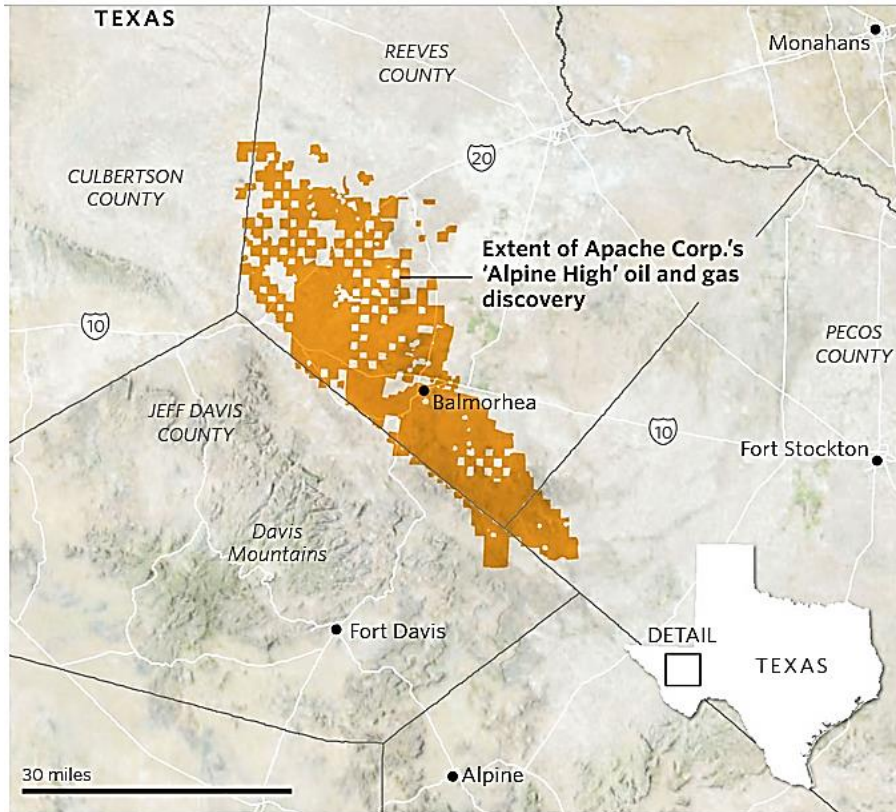 TEXAS
Monahans
REEVES
COUNTY
20
CULBERTSON
COUNTY
Extent of Apache Corp.'s
'Alpine High' oil and gas
discovery
10
PECOS
COUNTY
Balmorhea
JEFF DAVIS
COUNTY
10
Fort Stockton
Davis
Mountains
Fort Davis
DETAIL
TEXAS
30 miles
Alpine